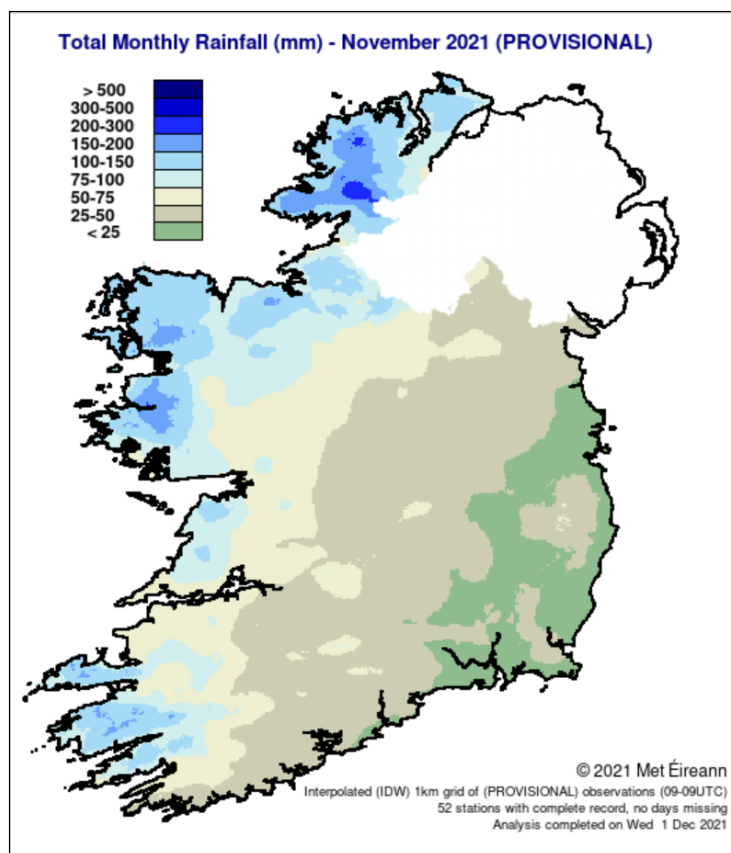 Total Monthly Rainfall (mm) - November 2021 (PROVISIONAL)
> 500
300-500
200-300
150-200
100-150
75-100
50-75
25-50
< 25
© 2021 Met Éireann
Interpolated (IDW) 1km grid of (PROVISIONAL) observations (09-09UTC)
52 stations with complete record, no days missing
Analysis completed on Wed 1 Dec 2021